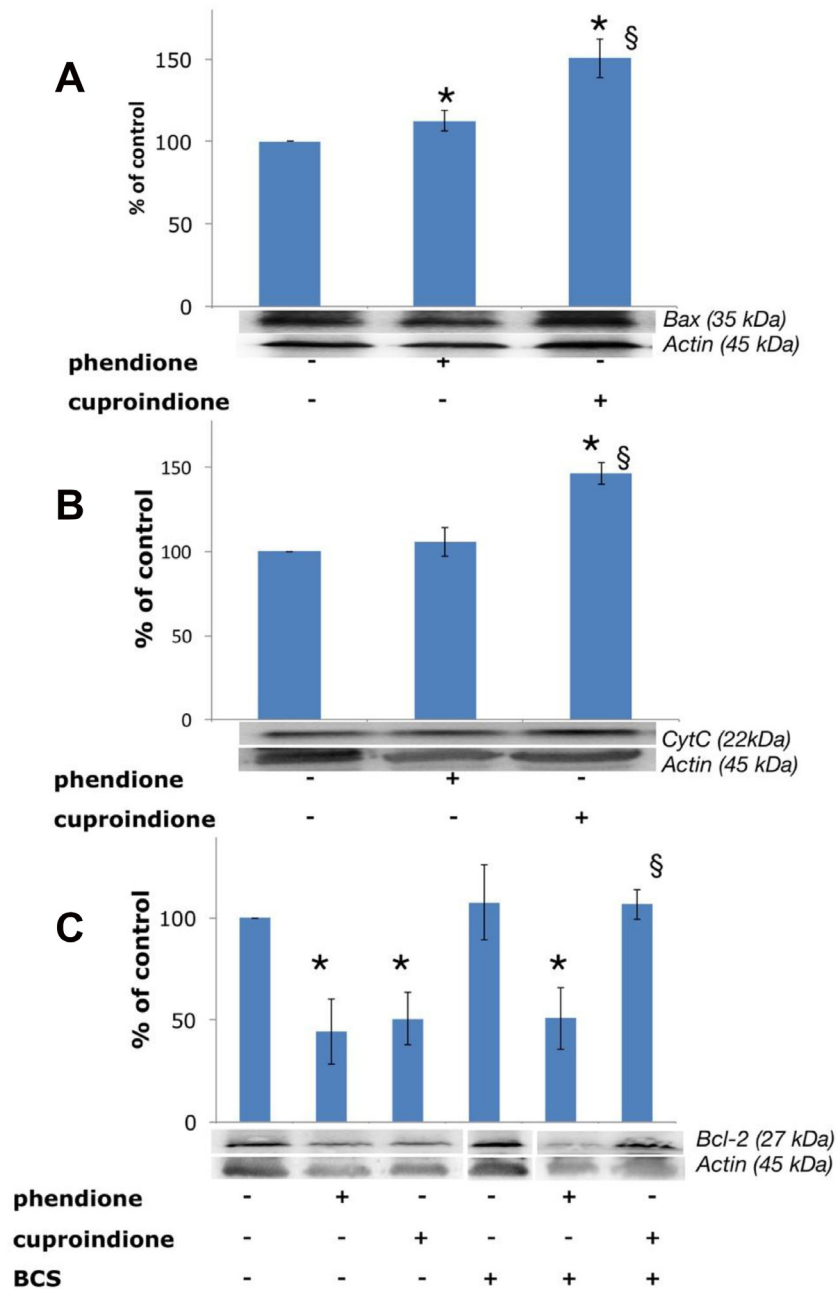 A
% of control
150
100
50
0
*
* §
Bax (35 kDa)
Actin (45 kDa)
phendione - + -
cuproindione - - +
B
% of control
150
100
50
0
* §
CytC (22kDa)
Actin (45 kDa)
phendione - + -
cuproindione - - +
C
% of control
100
50
0
* * * §
Bcl-2 (27 kDa)
Actin (45 kDa)
phendione - + - - + -
cuproindione - - + - - +
BCS - - - + + +